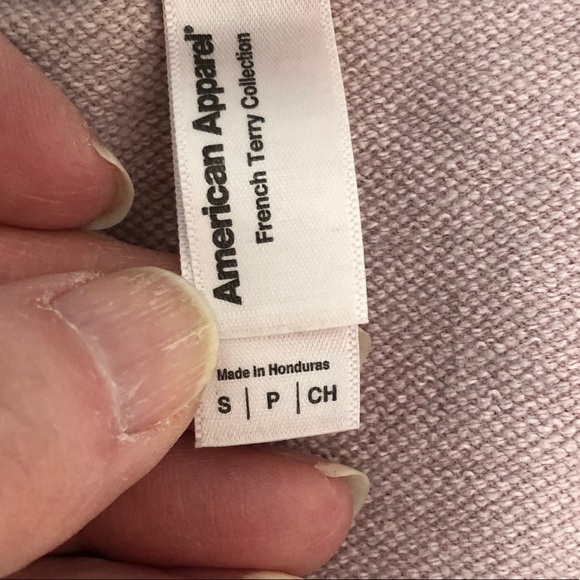 American Apparel®
French Terry Collection
Made in Honduras
S | P | CH